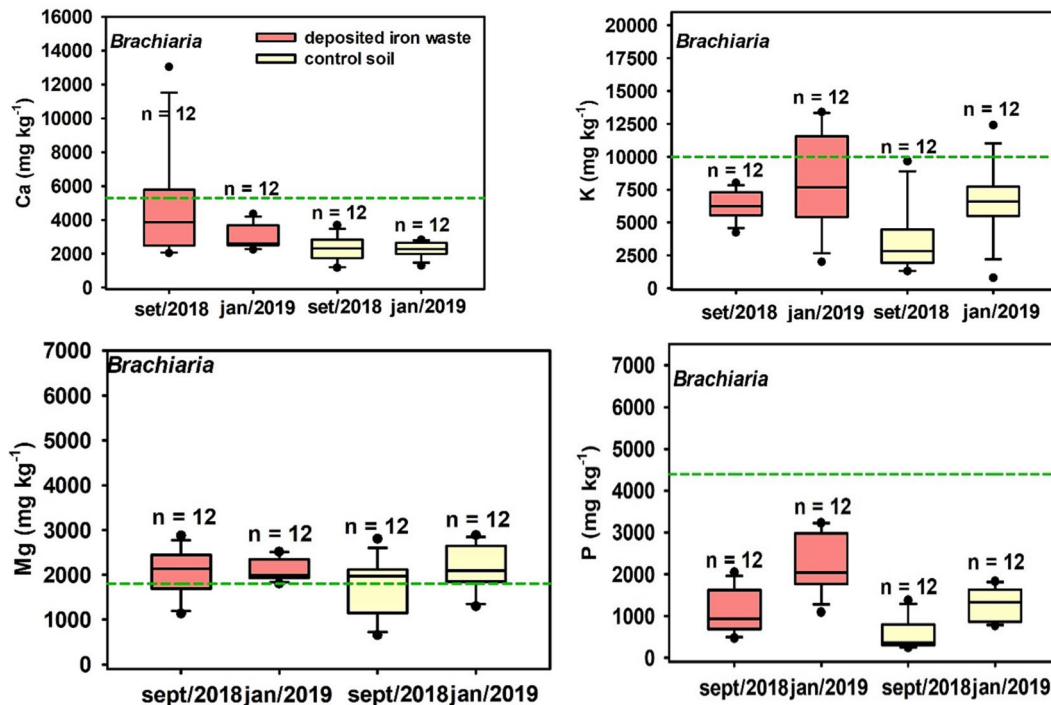 16000
14000
12000
10000
8000
6000
4000
2000
0
Ca (mg kg-1)
Brachiaria
deposited iron waste
control soil
n = 12
n = 12
n = 12
n = 12
set/2018 jan/2019 set/2018 jan/2019
20000
17500
15000
12500
10000
7500
5000
2500
0
K (mg kg-1)
Brachiaria
n = 12
n = 12
n = 12
n = 12
set/2018 jan/2019 set/2018 jan/2019
7000
6000
5000
4000
3000
2000
1000
0
Mg (mg kg-1)
Brachiaria
n = 12
n = 12
n = 12
n = 12
sept/2018 jan/2019 sept/2018 jan/2019
7000
6000
5000
4000
3000
2000
1000
0
P (mg kg-1)
Brachiaria
n = 12
n = 12
n = 12
n = 12
sept/2018 jan/2019 sept/2018 jan/2019